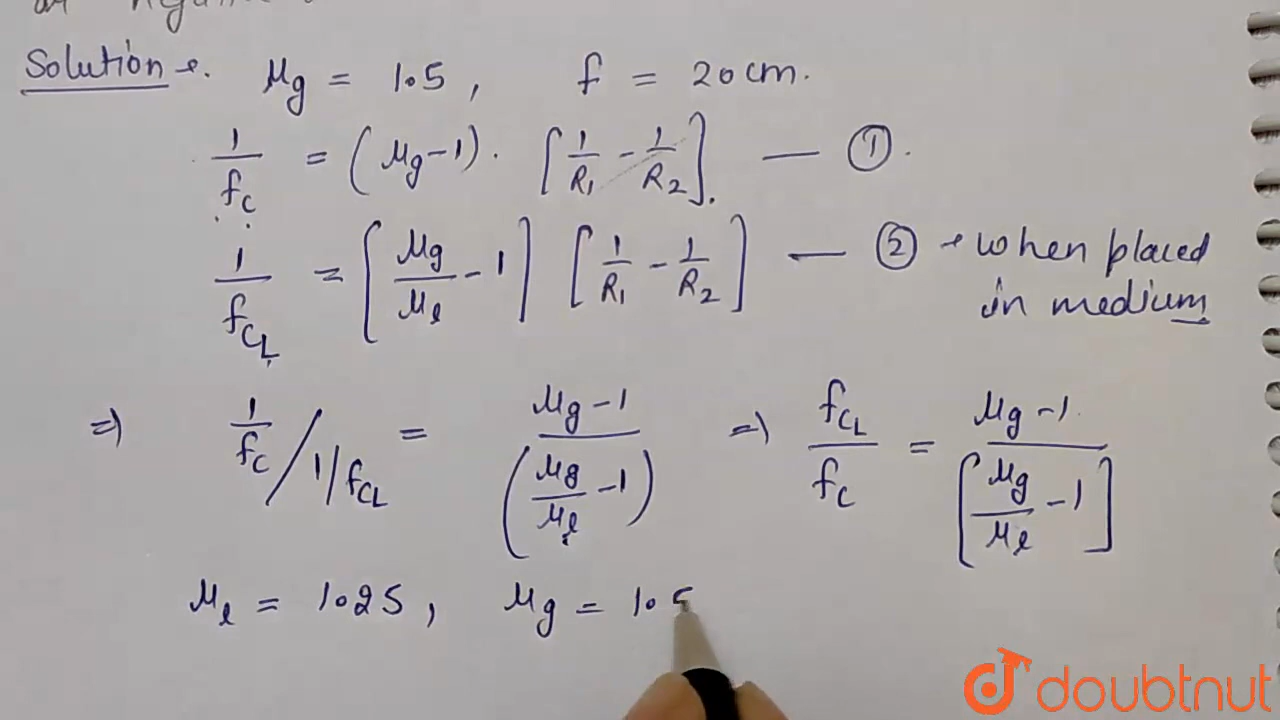 Solution →. μg = 1.5 , f = 20 cm.
1/fC = (μg - 1) · [1/R1 - 1/R2]. — ①.
1/fCL = [μg/μl - 1] [1/R1 - 1/R2] — ② → when placed
in medium
⇒ 1/fC / 1/fCL = μg - 1 / (μg/μl - 1) ⇒ fCL/fC = μg - 1 / [μg/μl - 1]
μl = 1.25 , μg = 1.5
doubtnut